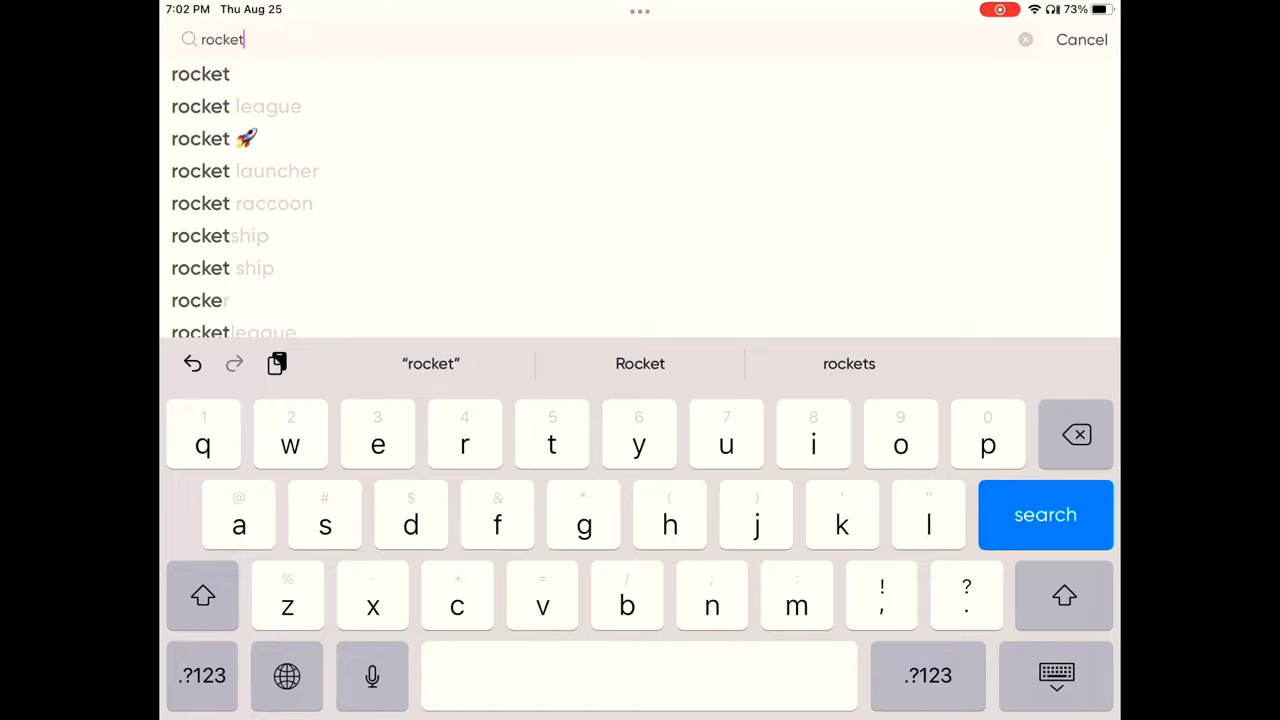 7:02 PM Thu Aug 25 73%
rocket Cancel
rocket
rocket league
rocket 🚀
rocket launcher
rocket raccoon
rocketship
rocket ship
rocker
rocketleague
“rocket” Rocket rockets
1 2 3 4 5 6 7 8 9 0
q w e r t y u i o p
@ # $ & * ( ) ' "
a s d f g h j k l search
% - + = / ; : ! ?
z x c v b n m , .
.?123 .?123